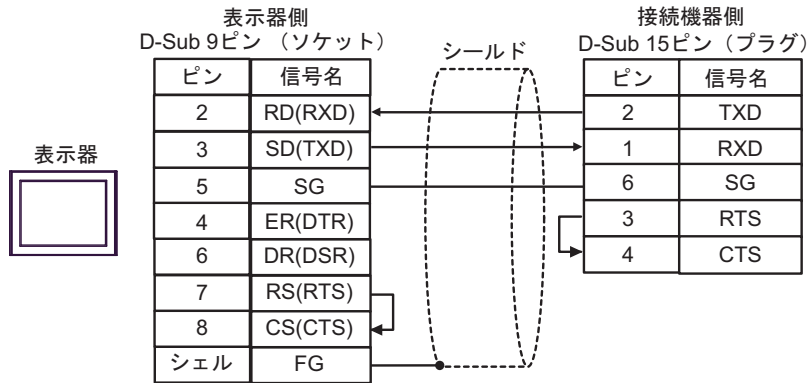 表示器側
D-Sub 9ピン （ソケット）
シールド
接続機器側
D-Sub 15ピン（プラグ）
表示器
ピン 信号名
2 RD(RXD)
3 SD(TXD)
5 SG
4 ER(DTR)
6 DR(DSR)
7 RS(RTS)
8 CS(CTS)
シェル FG
ピン 信号名
2 TXD
1 RXD
6 SG
3 RTS
4 CTS